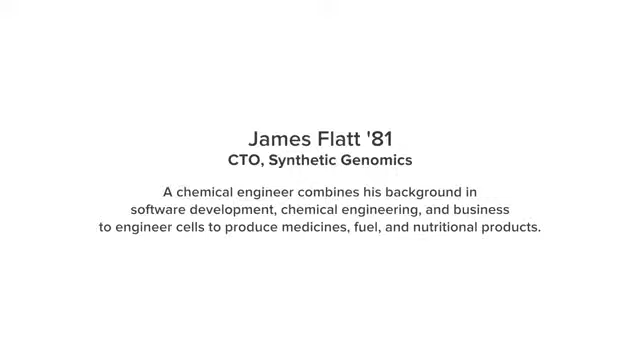 James Flatt '81
CTO, Synthetic Genomics
A chemical engineer combines his background in
software development, chemical engineering, and business
to engineer cells to produce medicines, fuel, and nutritional products.